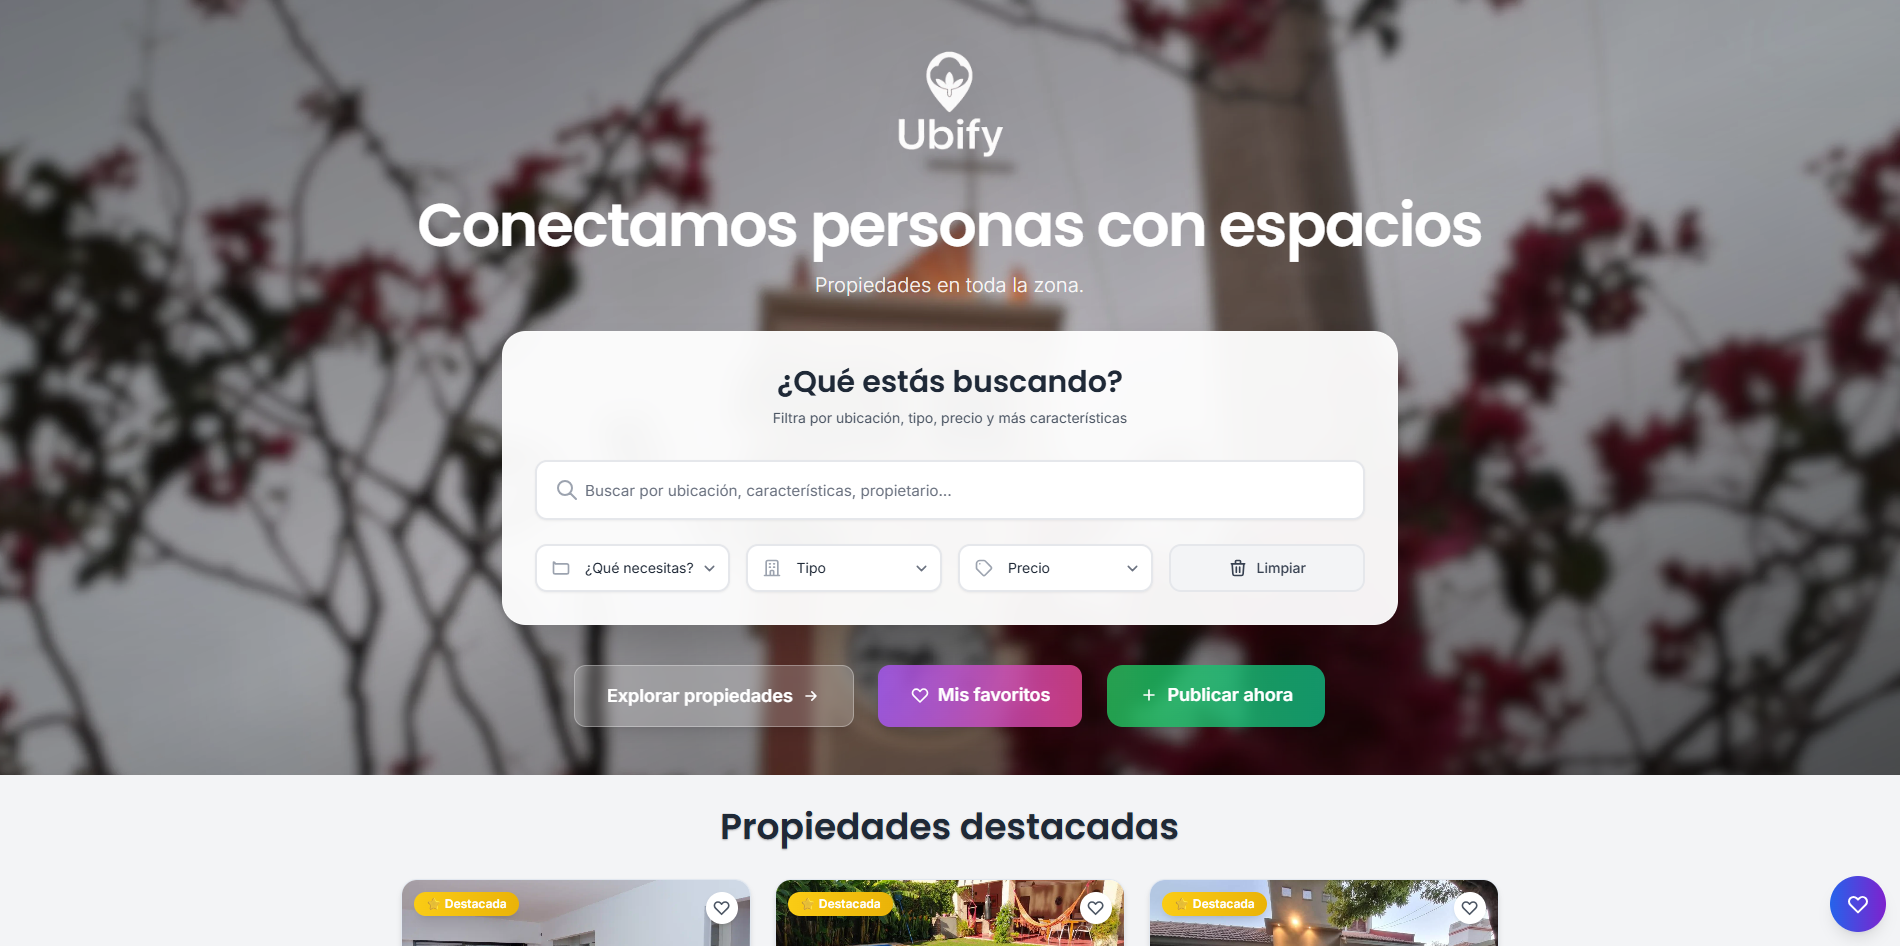 Ubify
Conectamos personas con espacios
Propiedades en toda la zona.
¿Qué estás buscando?
Filtra por ubicación, tipo, precio y más características
Buscar por ubicación, características, propietario...
¿Qué necesitas?
Tipo
Precio
Limpiar
Explorar propiedades →
Mis favoritos
+ Publicar ahora
Propiedades destacadas
Destacada
Destacada
Destacada